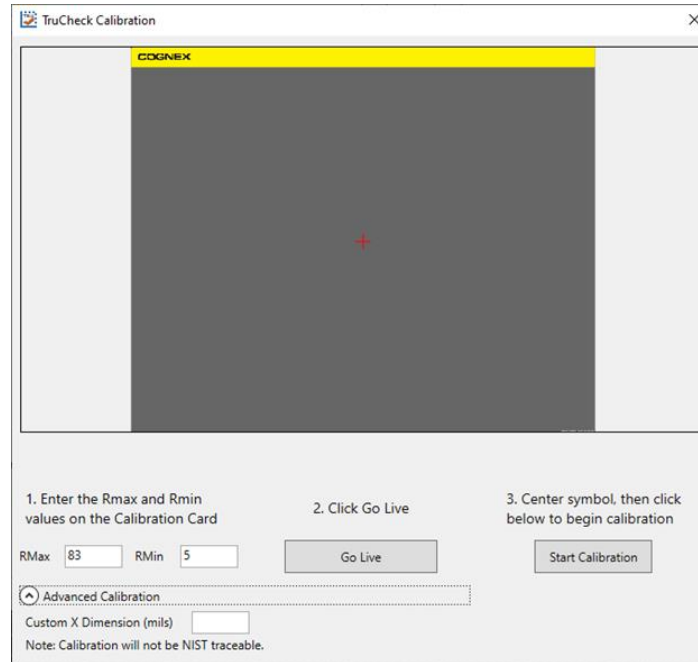 TruCheck Calibration
COGNEX
1. Enter the Rmax and Rmin
values on the Calibration Card
2. Click Go Live
3. Center symbol, then click
below to begin calibration
RMax 83 RMin 5 Go Live Start Calibration
Advanced Calibration
Custom X Dimension (mils)
Note: Calibration will not be NIST traceable.